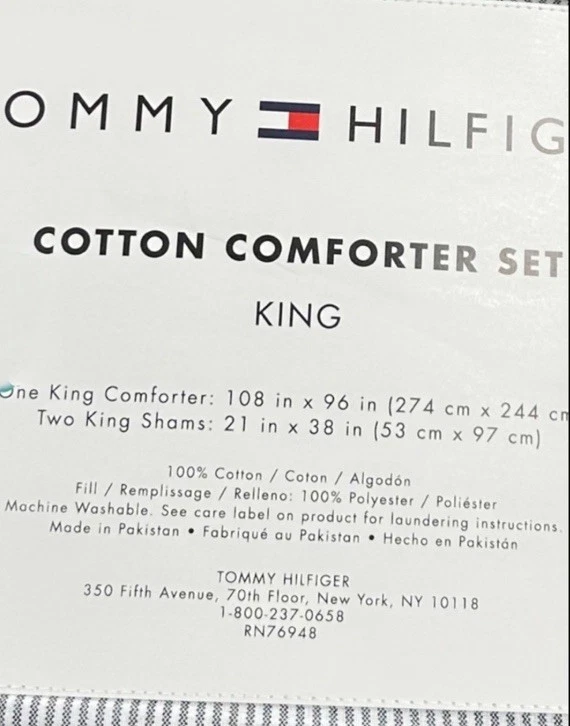 OMMY HILFIG
COTTON COMFORTER SET
KING
One King Comforter: 108 in x 96 in (274 cm x 244 cm
Two King Shams: 21 in x 38 in (53 cm x 97 cm)
100% Cotton / Coton / Algodón
Fill / Remplissage / Relleno: 100% Polyester / Poliéster
Machine Washable. See care label on product for laundering instructions.
Made in Pakistan • Fabriqué au Pakistan • Hecho en Pakistán
TOMMY HILFIGER
350 Fifth Avenue, 70th Floor, New York, NY 10118
1-800-237-0658
RN76948